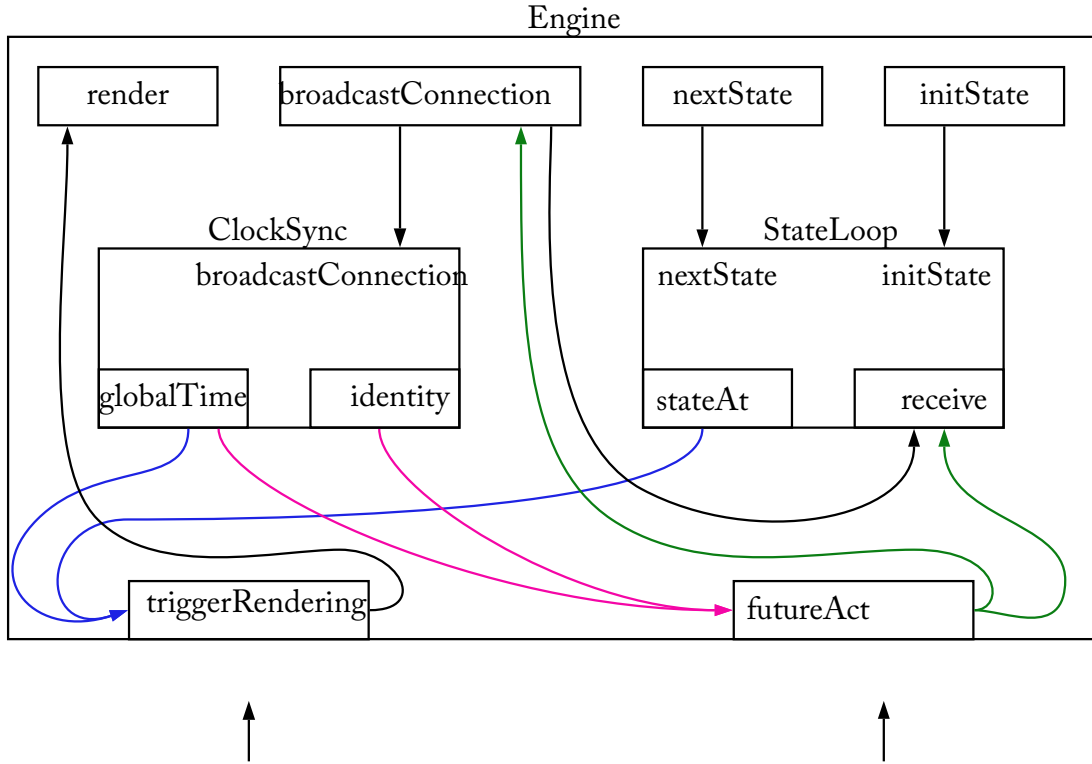 Engine
render
broadcastConnection
nextState
initState
ClockSync
StateLoop
broadcastConnection
nextState
initState
globalTime
identity
stateAt
receive
triggerRendering
futureAct